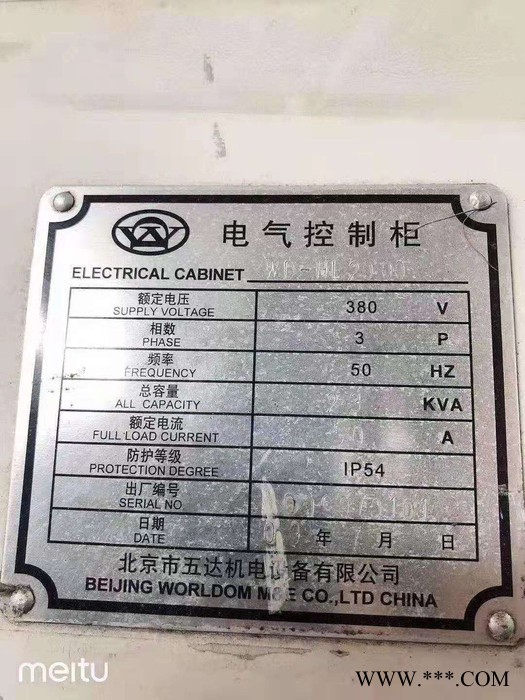 电气控制柜
ELECTRICAL CABINET
额定电压
SUPPLY VOLTAGE 380 V
相数
PHASE 3 P
频率
FREQUENCY 50 HZ
总容量
ALL CAPACITY KVA
额定电流
FULL LOAD CURRENT A
防护等级
PROTECTION DEGREE IP54
出厂编号
SERIAL NO
日期
DATE 年 7 月 日
北京市五达机电设备有限公司
BEIJING WORLDOM M&E CO.,LTD CHINA
meitu
www.***.com